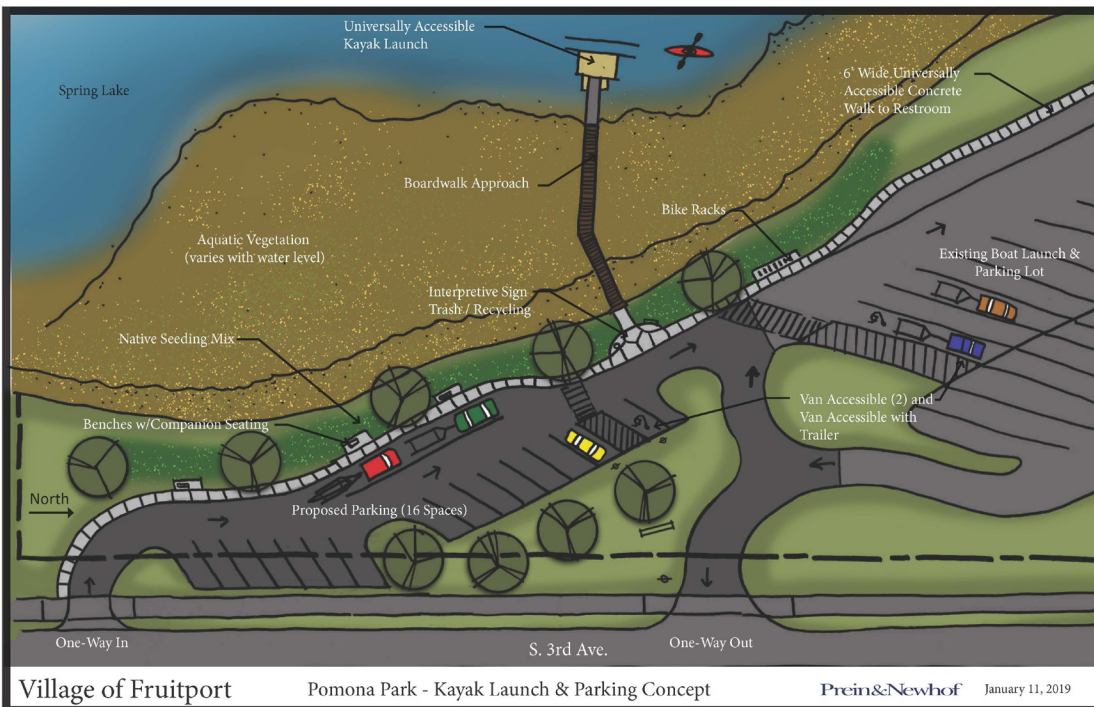 Universally Accessible
Kayak Launch
Spring Lake
6' Wide Universally
Accessible Concrete
Walk to Restroom
Boardwalk Approach
Bike Racks
Aquatic Vegetation
(varies with water level)
Existing Boat Launch &
Parking Lot
Interpretive Sign
Trash / Recycling
Native Seeding Mix
Van Accessible (2) and
Van Accessible with
Trailer
Benches w/Companion Seating
North
Proposed Parking (16 Spaces)
One-Way In
S. 3rd Ave.
One-Way Out
Village of Fruitport
Pomona Park - Kayak Launch & Parking Concept
Prein&Newhof
January 11, 2019